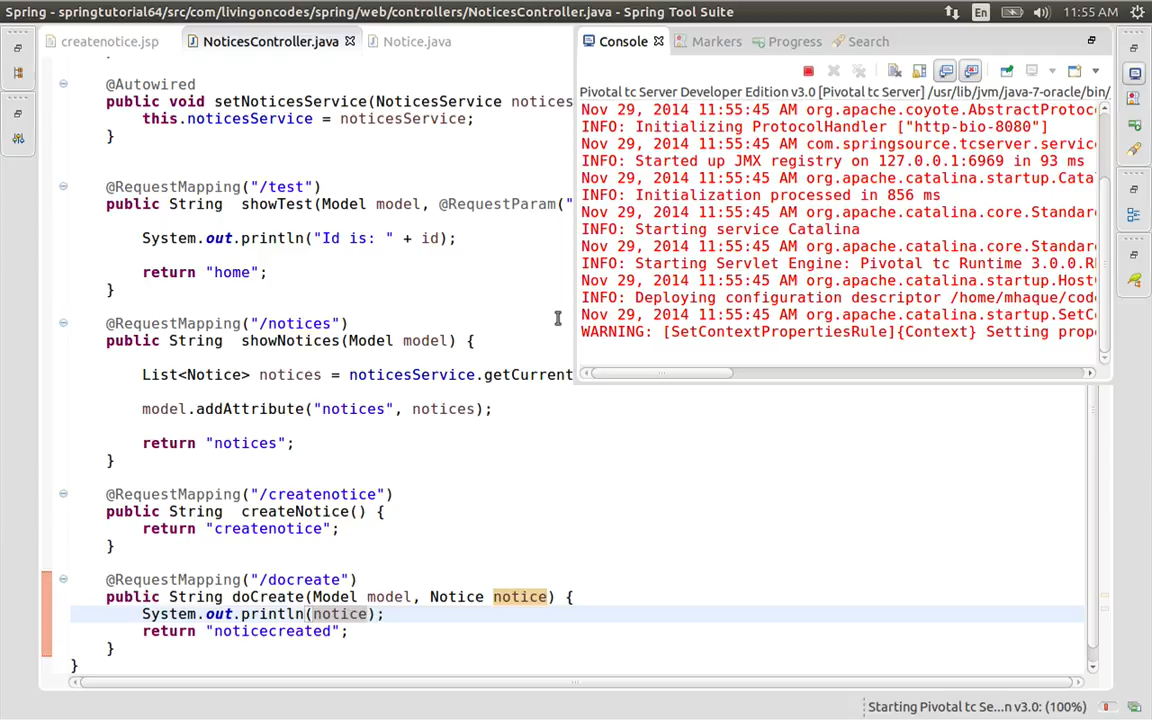 Spring - springtutorial64/src/com/livingoncodes/spring/web/controllers/NoticesController.java - Spring Tool Suite
En
11:55 AM
createnotice.jsp
NoticesController.java
Notice.java
@Autowired
public void setNoticesService(NoticesService notices
this.noticesService = noticesService;
}
@RequestMapping("/test")
public String showTest(Model model, @RequestParam("
System.out.println("Id is: " + id);
return "home";
}
@RequestMapping("/notices")
public String showNotices(Model model) {
List<Notice> notices = noticesService.getCurrent
model.addAttribute("notices", notices);
return "notices";
}
@RequestMapping("/createnotice")
public String createNotice() {
return "createnotice";
}
@RequestMapping("/docreate")
public String doCreate(Model model, Notice notice) {
System.out.println(notice);
return "noticecreated";
}
}
Console
Markers
Progress
Search
Pivotal tc Server Developer Edition v3.0 [Pivotal tc Server] /usr/lib/jvm/java-7-oracle/bin/
Nov 29, 2014 11:55:45 AM org.apache.coyote.AbstractProtoc
INFO: Initializing ProtocolHandler ["http-bio-8080"]
Nov 29, 2014 11:55:45 AM com.springsource.tcserver.servic
INFO: Started up JMX registry on 127.0.0.1:6969 in 93 ms
Nov 29, 2014 11:55:45 AM org.apache.catalina.startup.Cata
INFO: Initialization processed in 856 ms
Nov 29, 2014 11:55:45 AM org.apache.catalina.core.Standar
INFO: Starting service Catalina
Nov 29, 2014 11:55:45 AM org.apache.catalina.core.Standar
INFO: Starting Servlet Engine: Pivotal tc Runtime 3.0.0.R
Nov 29, 2014 11:55:45 AM org.apache.catalina.startup.Host
INFO: Deploying configuration descriptor /home/mhaque/cod
Nov 29, 2014 11:55:45 AM org.apache.catalina.startup.SetC
WARNING: [SetContextPropertiesRule]{Context} Setting prop
Starting Pivotal tc Se...n v3.0: (100%)